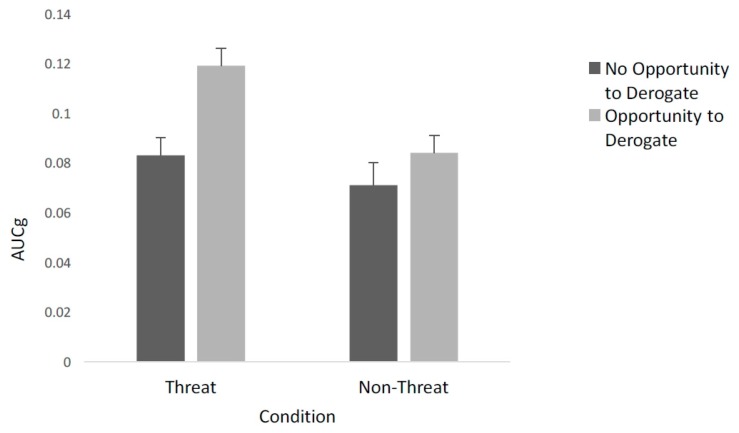 0.14
0.12
0.1
0.08
0.06
0.04
0.02
0
AUCg
Threat
Non-Threat
Condition
No Opportunity
to Derogate
Opportunity to
Derogate